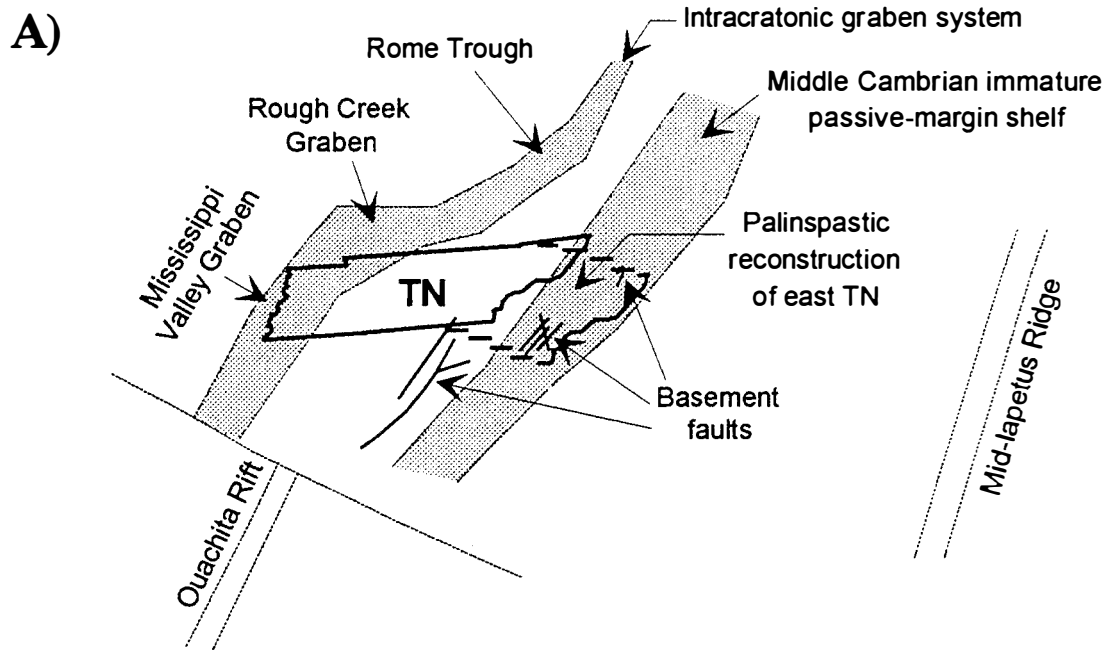 A)
Intracratonic graben system
Rome Trough
Middle Cambrian immature
passive-margin shelf
Rough Creek
Graben
Mississippi
Valley Graben
Palinspastic
reconstruction
of east TN
TN
Basement
faults
Mid-Iapetus Ridge
Ouachita Rift